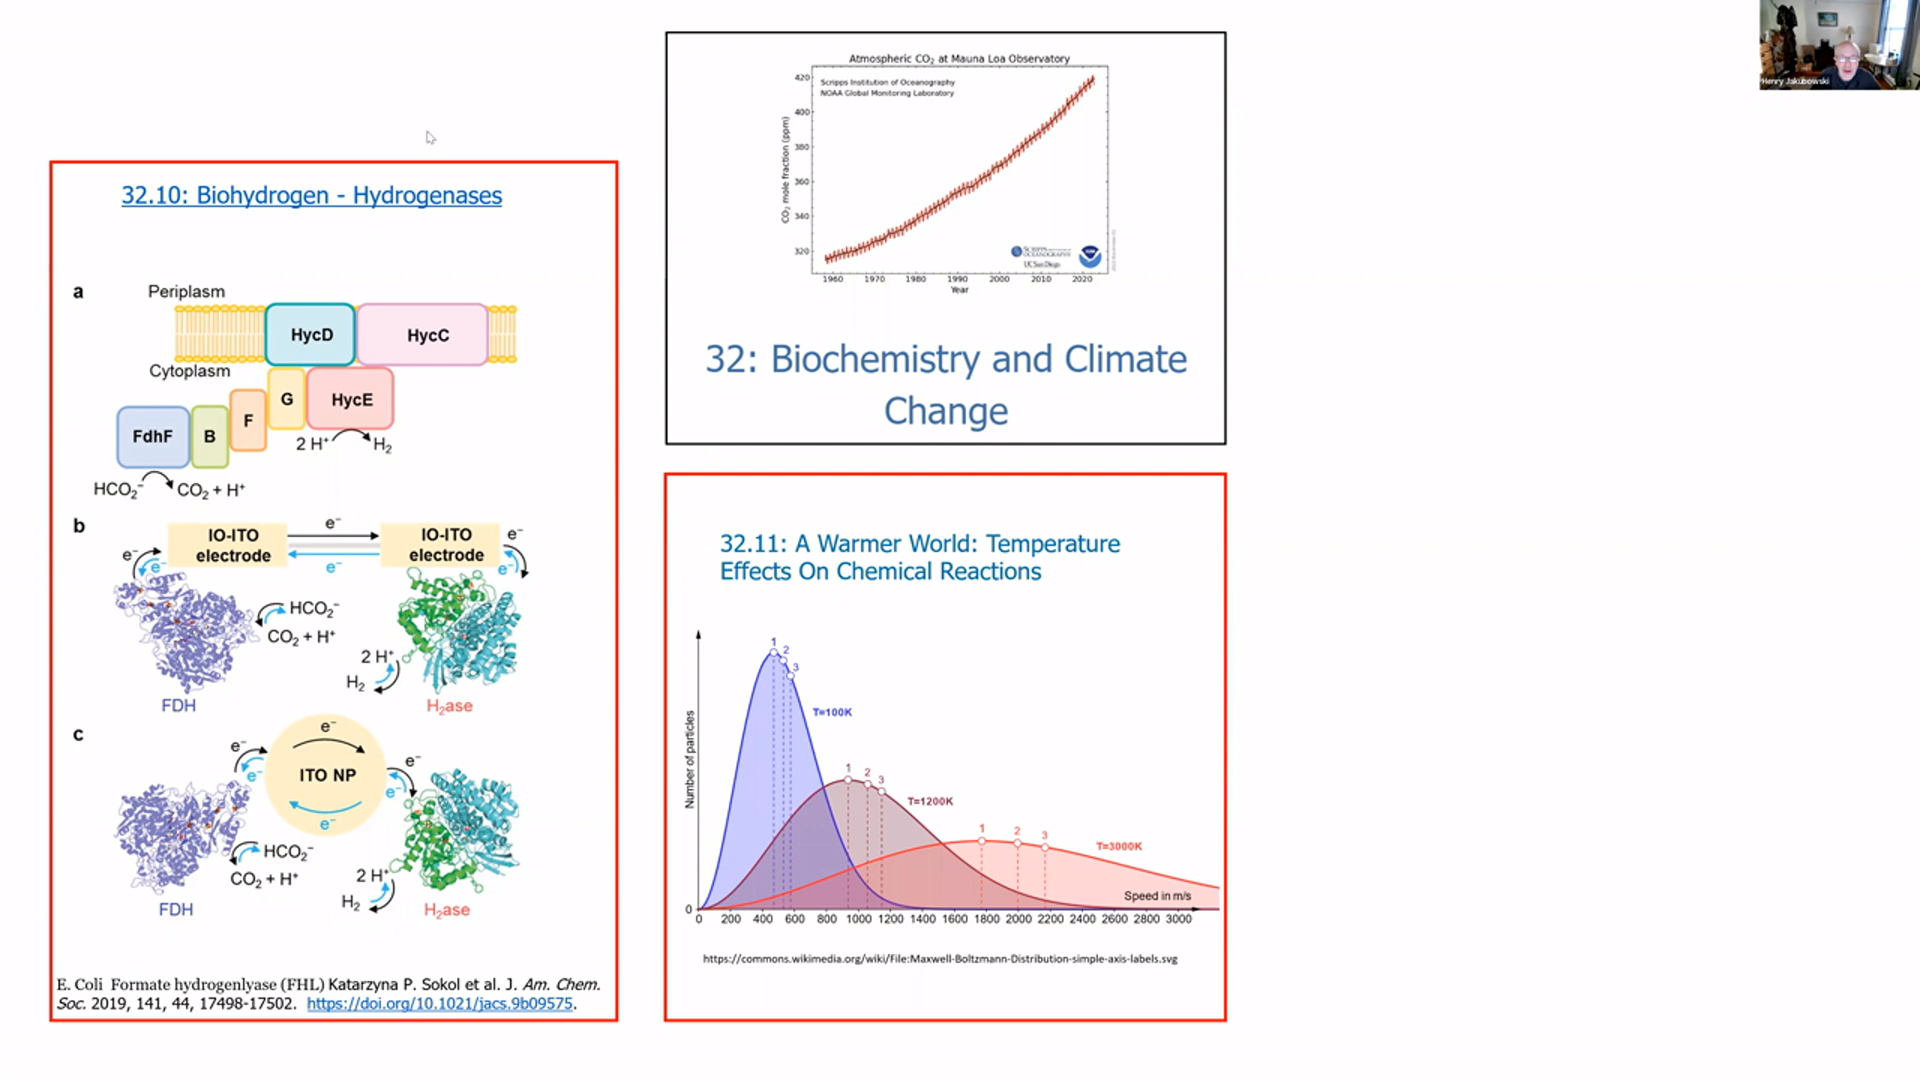 Henry Jakubowski
32.10: Biohydrogen - Hydrogenases
a
Periplasm
HycD
HycC
Cytoplasm
G
HycE
F
FdhF
B
2 H⁺
H₂
HCO₂⁻
CO₂ + H⁺
b
IO-ITO
electrode
e⁻
e⁻
IO-ITO
electrode
e⁻
e⁻
e⁻
e⁻
HCO₂⁻
CO₂ + H⁺
2 H⁺
H₂
FDH
H₂ase
c
e⁻
e⁻
e⁻
ITO NP
e⁻
e⁻
e⁻
HCO₂⁻
CO₂ + H⁺
2 H⁺
H₂
FDH
H₂ase
E. Coli Formate hydrogenlyase (FHL) Katarzyna P. Sokol et al. J. Am. Chem.
Soc. 2019, 141, 44, 17498-17502. https://doi.org/10.1021/jacs.9b09575.
Atmospheric CO₂ at Mauna Loa Observatory
Scripps Institution of Oceanography
NOAA Global Monitoring Laboratory
CO₂ mole fraction (ppm)
420
400
380
360
340
320
SCRIPPS INSTITUTION OF
OCEANOGRAPHY
UC San Diego
1960 1970 1980 1990 2000 2010 2020
Year
32: Biochemistry and Climate
Change
32.11: A Warmer World: Temperature
Effects On Chemical Reactions
Number of particles
1
2
3
T=100K
1
2
3
T=1200K
1
2
3
T=3000K
Speed in m/s
0
0 200 400 600 800 1000 1200 1400 1600 1800 2000 2200 2400 2600 2800 3000
https://commons.wikimedia.org/wiki/File:Maxwell-Boltzmann-Distribution-simple-axis-labels.svg